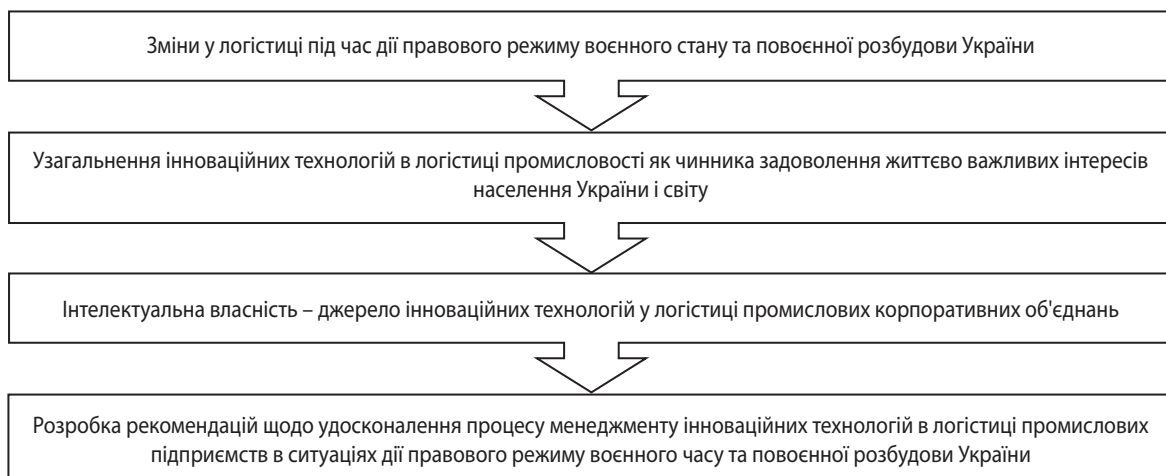 Зміни у логістиці під час дії правового режиму воєнного стану та повоєнної розбудови України
Узагальнення інноваційних технологій в логістиці промисловості як чинника задоволення життєво важливих інтересів
населення України і світу
Інтелектуальна власність – джерело інноваційних технологій у логістиці промислових корпоративних об'єднань
Розробка рекомендацій щодо удосконалення процесу менеджменту інноваційних технологій в логістиці промислових
підприємств в ситуаціях дії правового режиму воєнного часу та повоєнної розбудови України